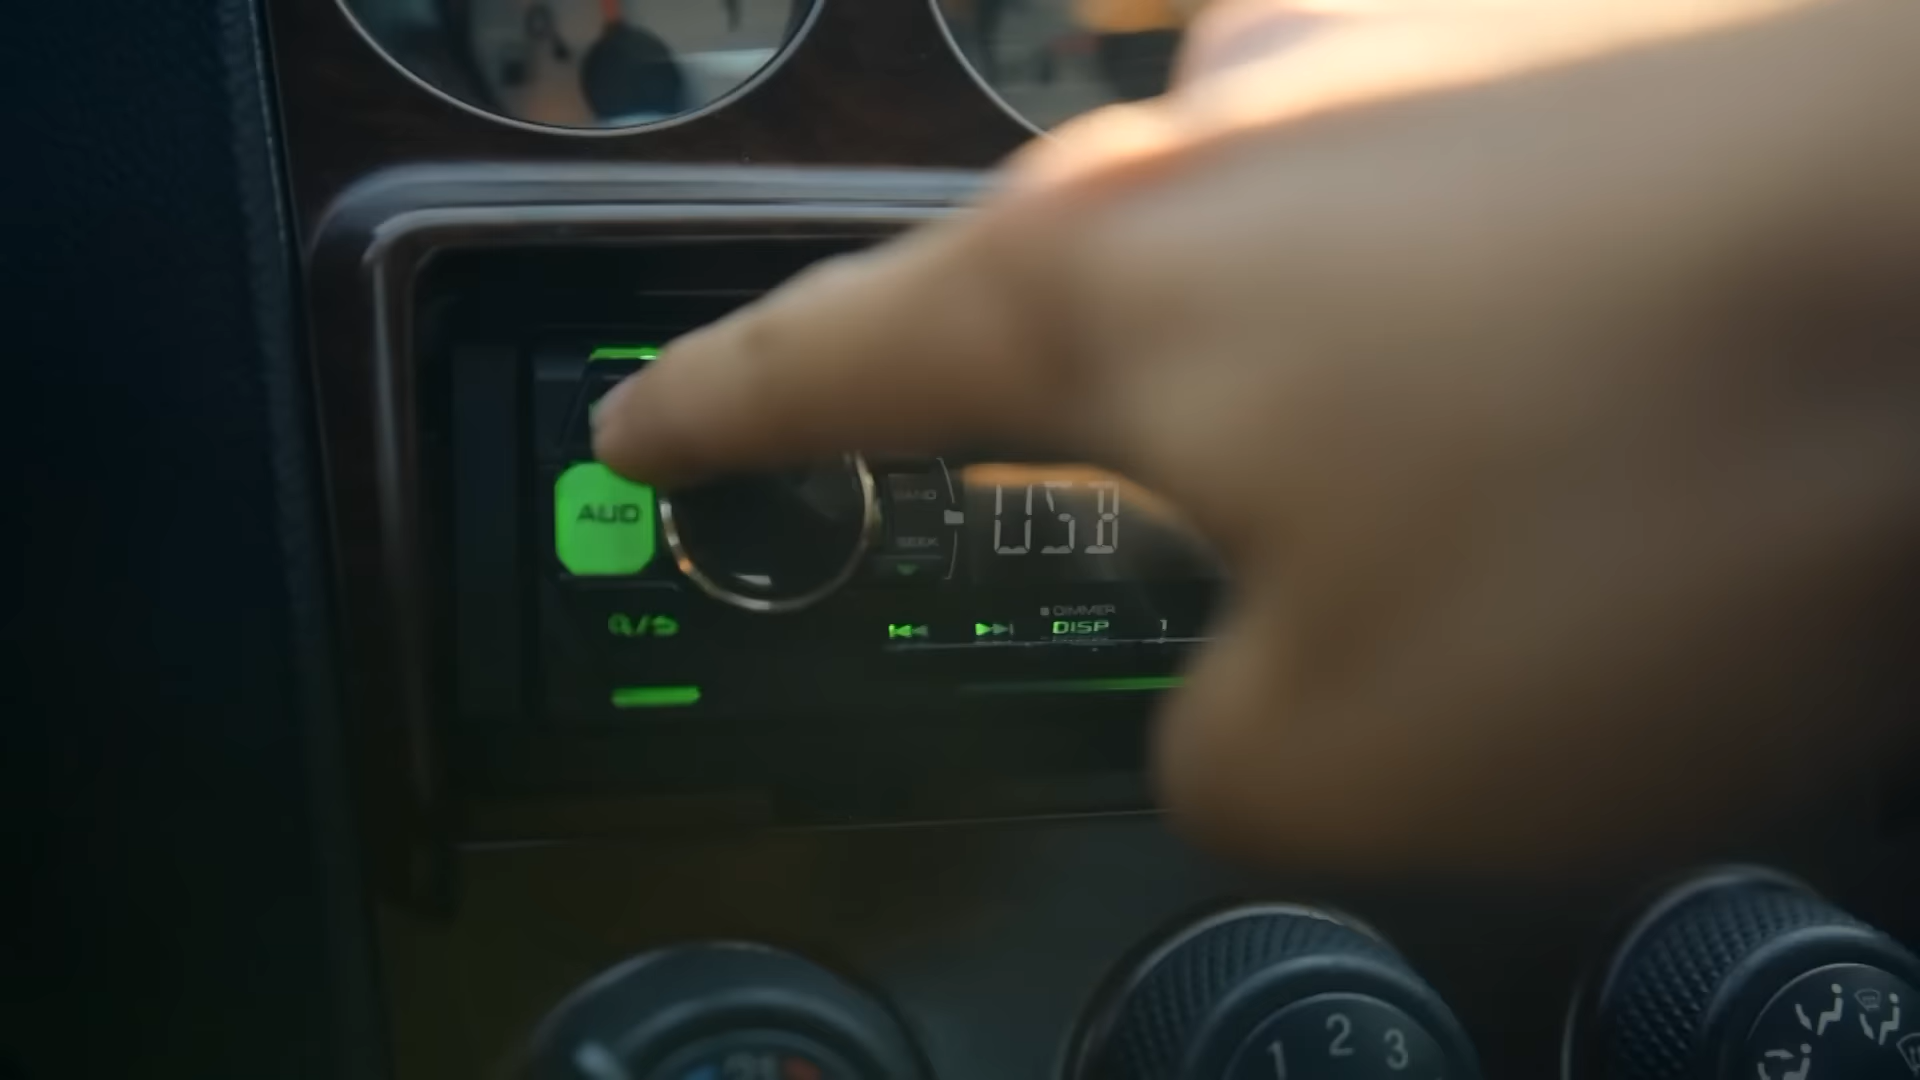 AUD
BAND
USB
SEEK
DIMMER
DISP
1
1 2 3